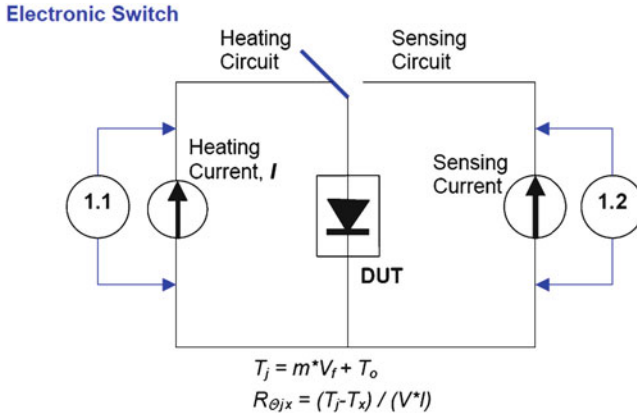 Electronic Switch
Heating
Circuit
Sensing
Circuit
Heating
Current, I
Sensing
Current
1.1
1.2
DUT
Tj = m*Vf + To
RΘjx = (Tj-Tx) / (V*I)